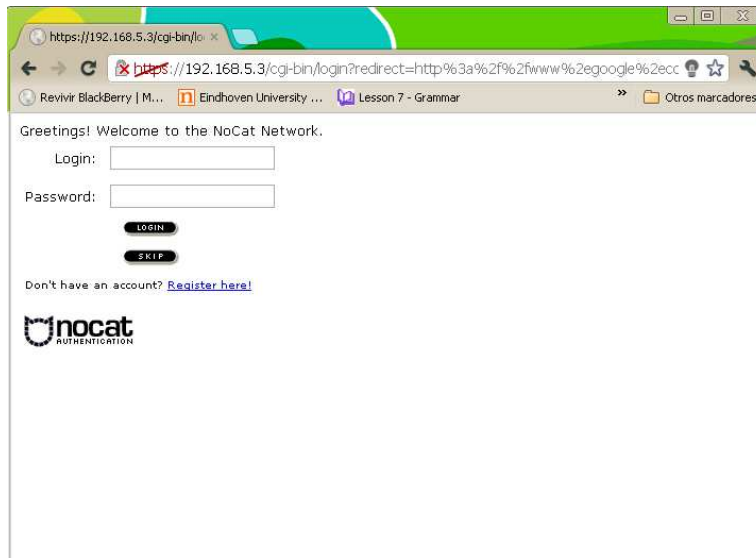 https://192.168.5.3/cgi-bin/lo
https://192.168.5.3/cgi-bin/login?redirect=http%3a%2f%2fwww%2egoogle%2ecc
Revivir BlackBerry | M... Eindhoven University ... Lesson 7 - Grammar » Otros marcadores
Greetings! Welcome to the NoCat Network.
Login:
Password:
LOGIN
SKIP
Don't have an account? Register here!
nocat
AUTHENTICATION